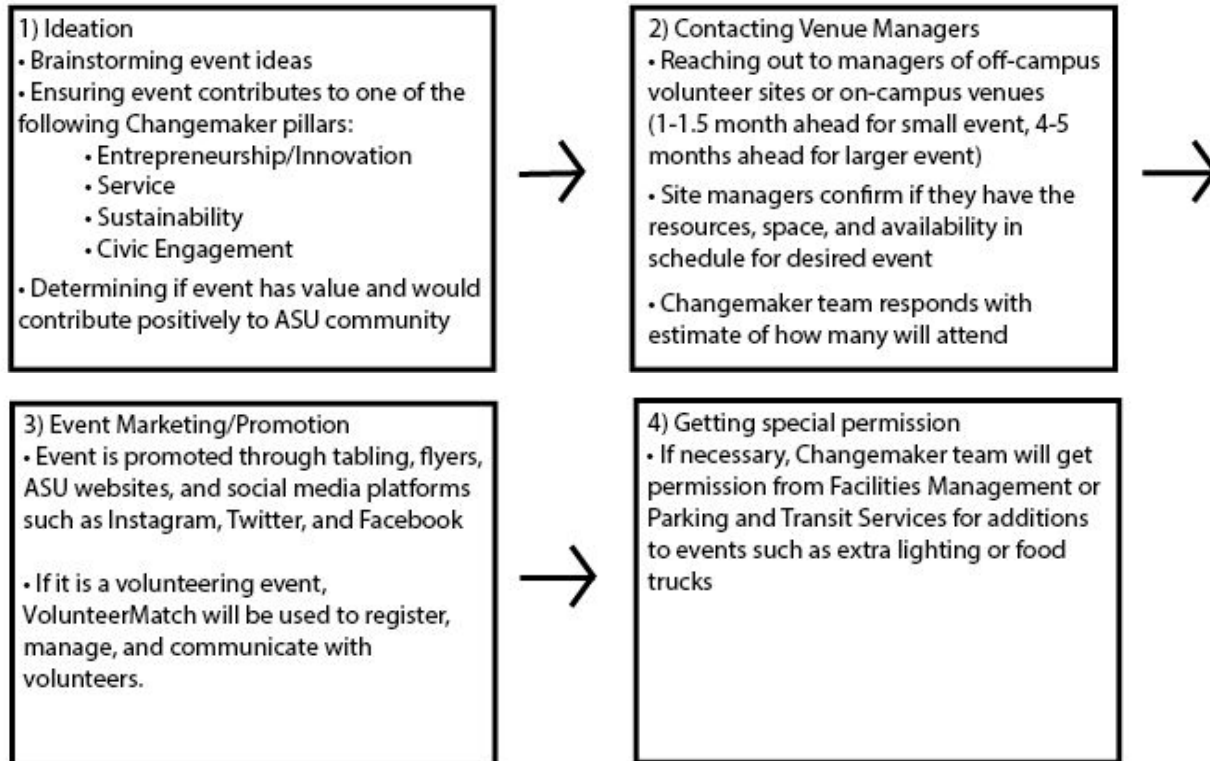 1) Ideation
• Brainstorming event ideas
• Ensuring event contributes to one of the
following Changemaker pillars:
• Entrepreneurship/Innovation
• Service
• Sustainability
• Civic Engagement
• Determining if event has value and would
contribute positively to ASU community
2) Contacting Venue Managers
• Reaching out to managers of off-campus
volunteer sites or on-campus venues
(1-1.5 month ahead for small event, 4-5
months ahead for larger event)
• Site managers confirm if they have the
resources, space, and availability in
schedule for desired event
• Changemaker team responds with
estimate of how many will attend
3) Event Marketing/Promotion
• Event is promoted through tabling, flyers,
ASU websites, and social media platforms
such as Instagram, Twitter, and Facebook
• If it is a volunteering event,
VolunteerMatch will be used to register,
manage, and communicate with
volunteers.
4) Getting special permission
• If necessary, Changemaker team will get
permission from Facilities Management or
Parking and Transit Services for additions
to events such as extra lighting or food
trucks